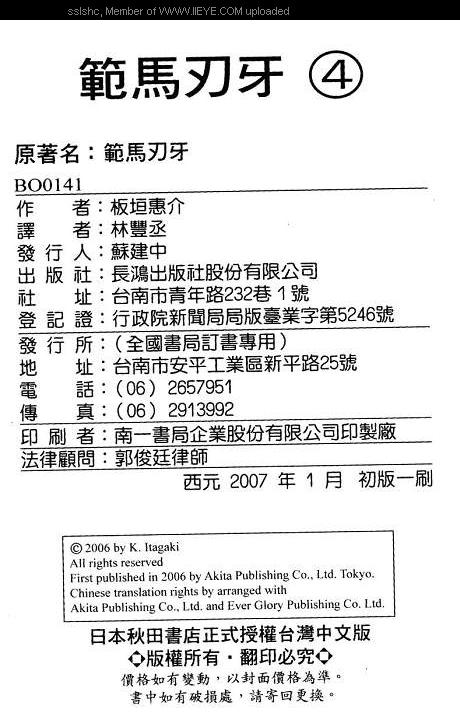 sslshc, Member of WWW.IIEYE.COM uploaded
範馬刃牙 ④
原著名：範馬刃牙
BO0141
作者：板垣惠介
譯者：林豐丞
發行人：蘇建中
出版社：長鴻出版社股份有限公司
社址：台南市青年路232巷1號
登記證：行政院新聞局局版臺業字第5246號
發行所：（全國書局訂書專用）
地址：台南市安平工業區新平路25號
電話：（06）2657951
傳真：（06）2913992
印刷者：南一書局企業股份有限公司印製廠
法律顧問：郭俊廷律師
西元 2007 年 1 月 初版一刷
© 2006 by K. Itagaki
All rights reserved
First published in 2006 by Akita Publishing Co., Ltd. Tokyo.
Chinese translation rights by arranged with
Akita Publishing Co., Ltd. and Ever Glory Publishing Co. Ltd.
日本秋田書店正式授權台灣中文版
◇版權所有・翻印必究◇
價格如有變動，以封面價格為準。
書中如有破損處，請寄回更換。